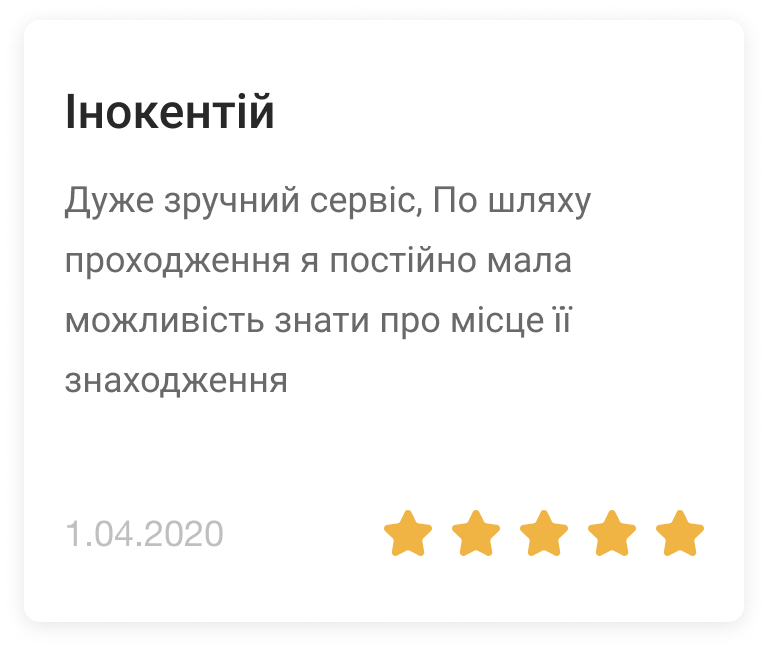 Інокентій
Дуже зручний сервіс, По шляху
проходження я постійно мала
можливість знати про місце її
знаходження
1.04.2020